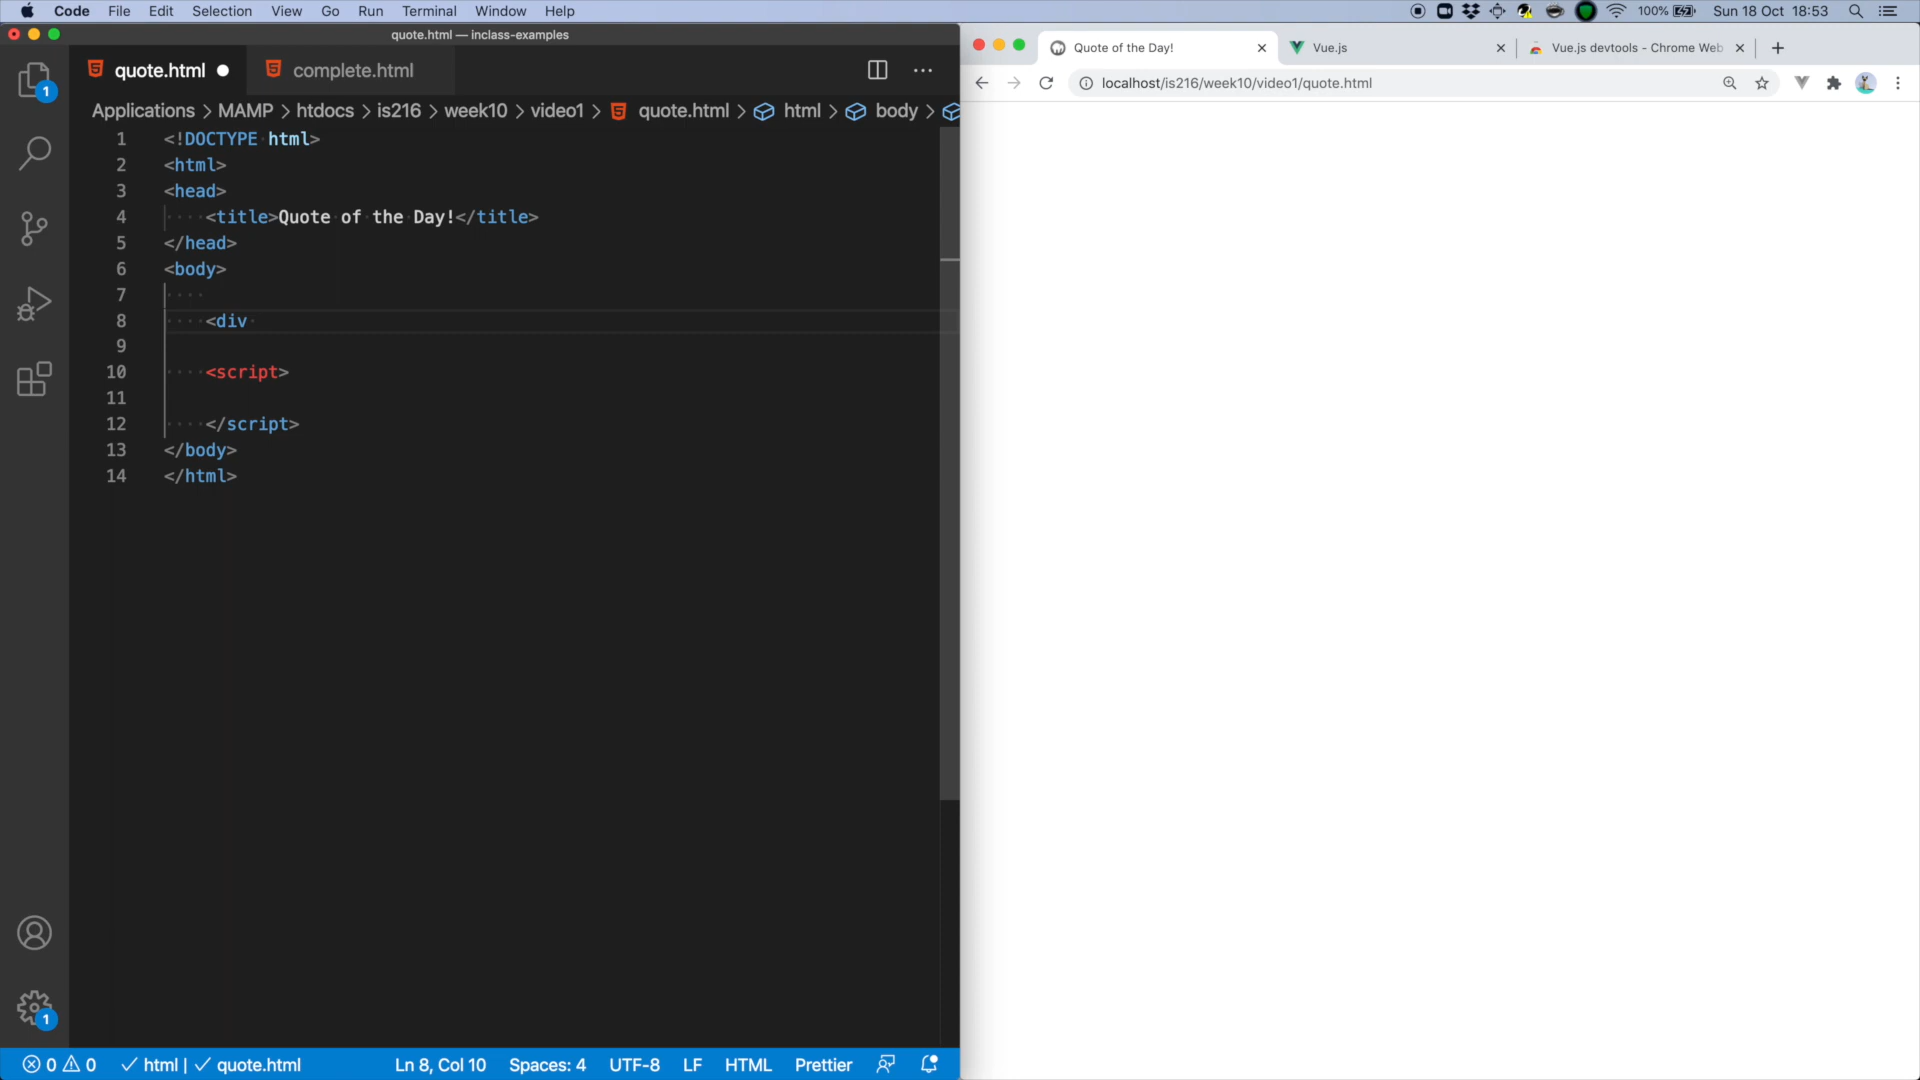 Code File Edit Selection View Go Run Terminal Window Help 100% Sun 18 Oct 18:53
quote.html — inclass-examples
quote.html complete.html
Applications > MAMP > htdocs > is216 > week10 > video1 > quote.html > html > body >
1 <!DOCTYPE html>
2 <html>
3 <head>
4 <title>Quote of the Day!</title>
5 </head>
6 <body>
7
8 <div
9
10 <script>
11
12 </script>
13 </body>
14 </html>
1
1
0 0 html | quote.html Ln 8, Col 10 Spaces: 4 UTF-8 LF HTML Prettier
Quote of the Day! Vue.js Vue.js devtools - Chrome Web
localhost/is216/week10/video1/quote.html